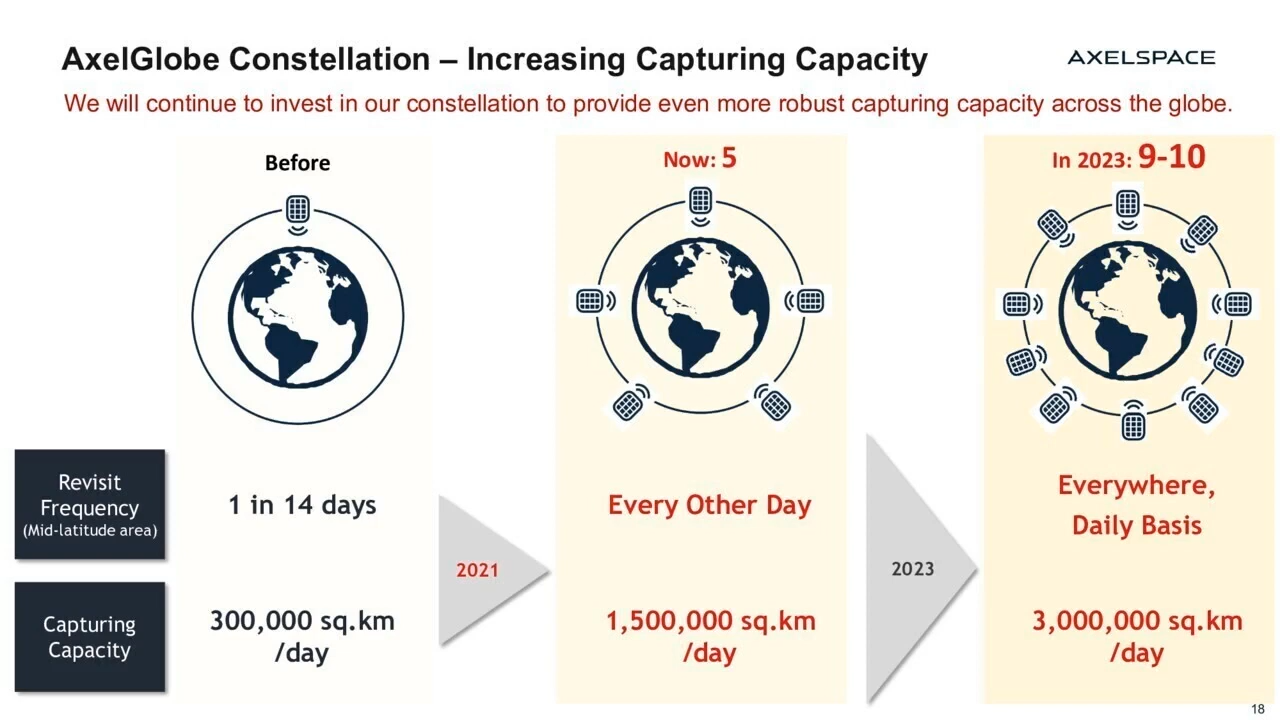 AxelGlobe Constellation – Increasing Capturing Capacity
AXELSPACE
We will continue to invest in our constellation to provide even more robust capturing capacity across the globe.
Before
Now: 5
In 2023: 9-10
Revisit
Frequency
(Mid-latitude area)
1 in 14 days
Every Other Day
Everywhere,
Daily Basis
2021
2023
Capturing
Capacity
300,000 sq.km
/day
1,500,000 sq.km
/day
3,000,000 sq.km
/day
18